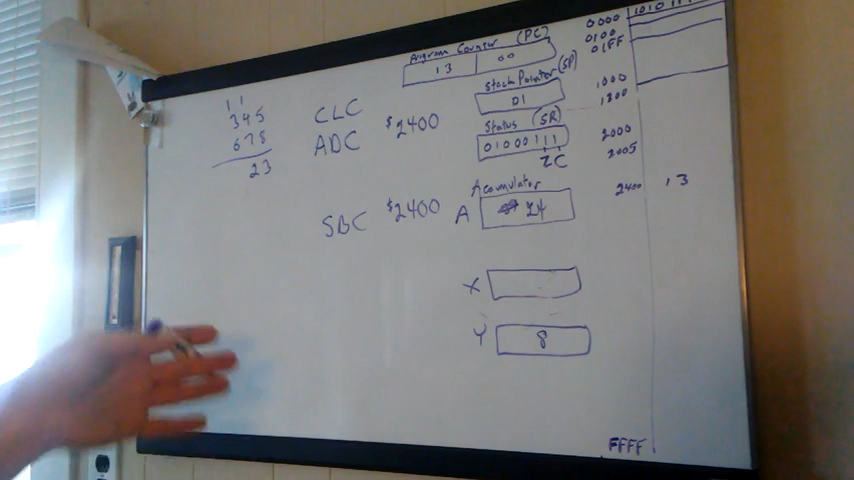 11
345
678
23
CLC
ADC $2400
SBC $2400
Program Counter (PC)
13 00
Stack Pointer (SP)
01
Status (SR)
01000111
ZC
Acumulator
A 24
X
Y 8
0000
0100
01FF
1000
1200
2000
2005
2400 13
FFFF